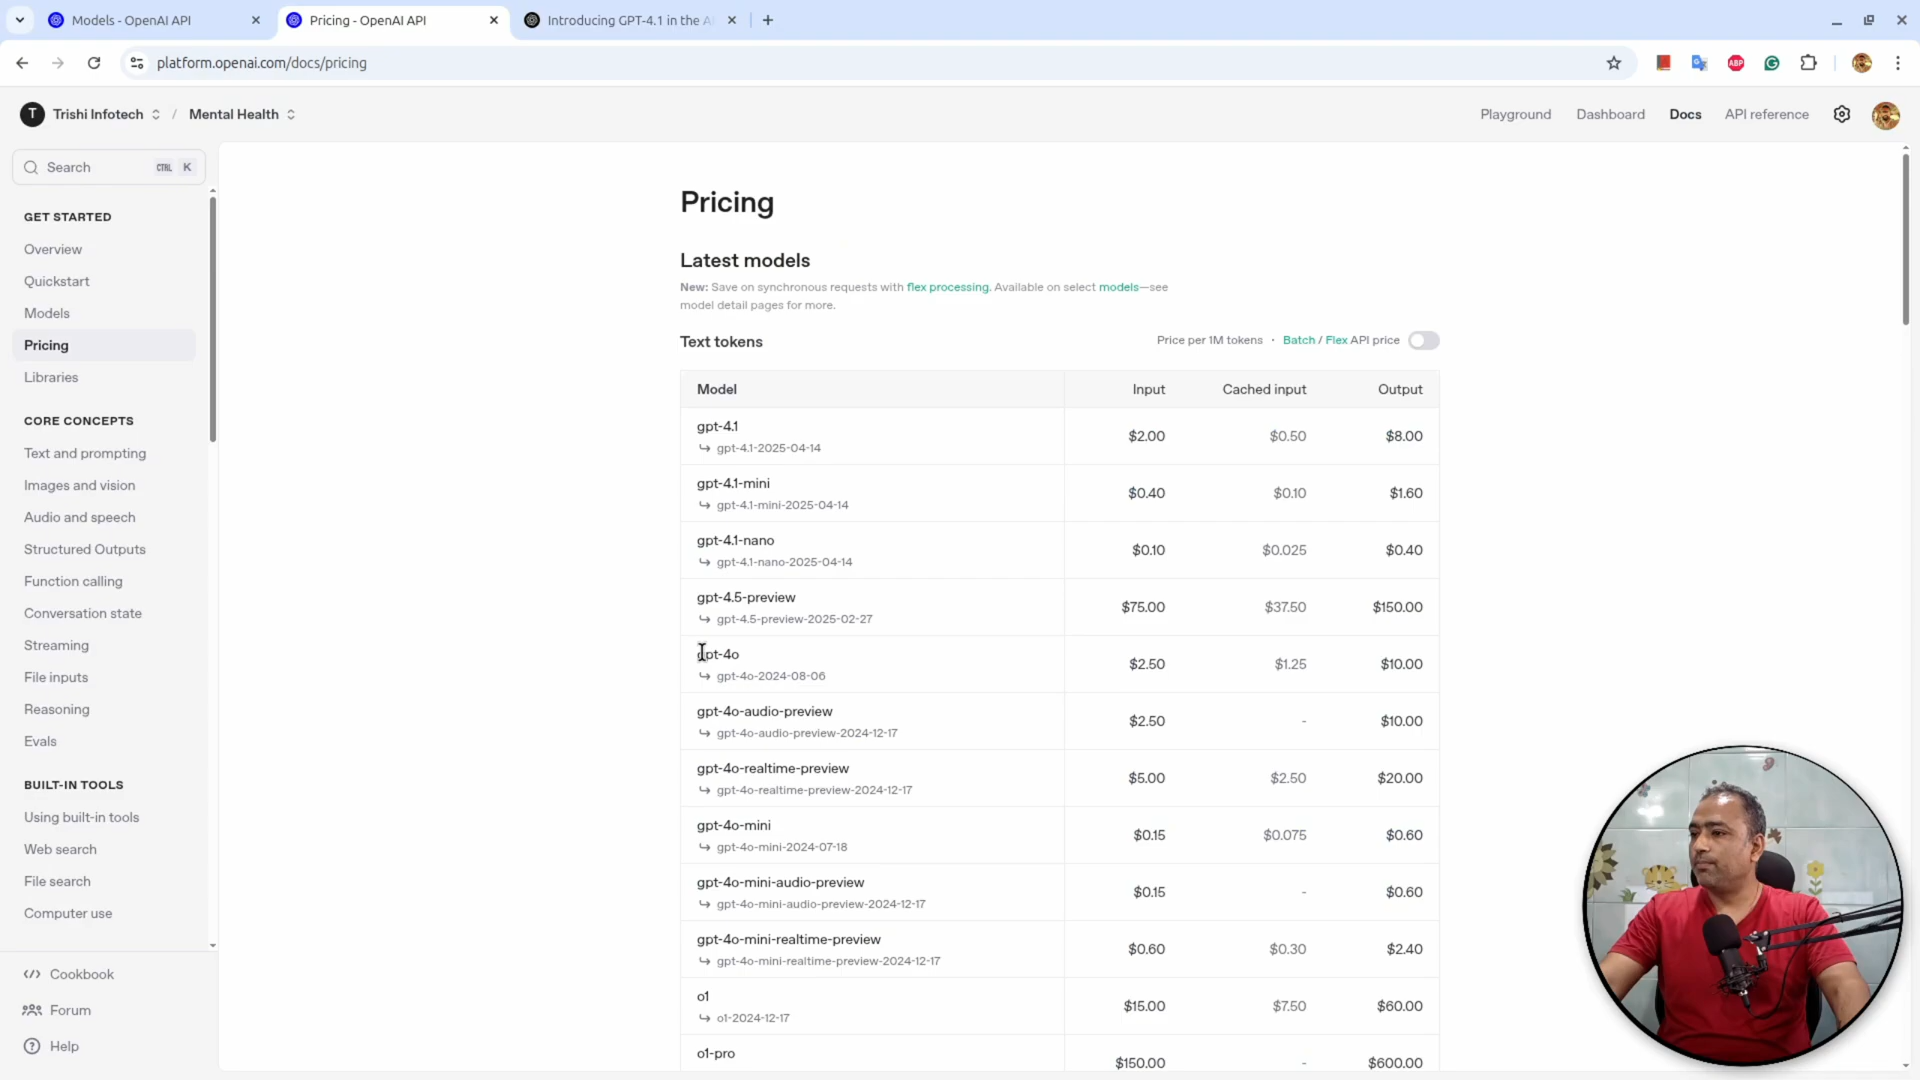 Models - OpenAI API
Pricing - OpenAI API
Introducing GPT-4.1 in the A
platform.openai.com/docs/pricing
ABP
T Trishi Infotech / Mental Health
Playground Dashboard Docs API reference
Search CTRL K
GET STARTED
Overview
Quickstart
Models
Pricing
Libraries
CORE CONCEPTS
Text and prompting
Images and vision
Audio and speech
Structured Outputs
Function calling
Conversation state
Streaming
File inputs
Reasoning
Evals
BUILT-IN TOOLS
Using built-in tools
Web search
File search
Computer use
Cookbook
Forum
Help
Pricing
Latest models
New: Save on synchronous requests with flex processing. Available on select models—see
model detail pages for more.
Text tokens Price per 1M tokens · Batch / Flex API price
Model Input Cached input Output
gpt-4.1
gpt-4.1-2025-04-14
$2.00 $0.50 $8.00
gpt-4.1-mini
gpt-4.1-mini-2025-04-14
$0.40 $0.10 $1.60
gpt-4.1-nano
gpt-4.1-nano-2025-04-14
$0.10 $0.025 $0.40
gpt-4.5-preview
gpt-4.5-preview-2025-02-27
$75.00 $37.50 $150.00
gpt-4o
gpt-4o-2024-08-06
$2.50 $1.25 $10.00
gpt-4o-audio-preview
gpt-4o-audio-preview-2024-12-17
$2.50 - $10.00
gpt-4o-realtime-preview
gpt-4o-realtime-preview-2024-12-17
$5.00 $2.50 $20.00
gpt-4o-mini
gpt-4o-mini-2024-07-18
$0.15 $0.075 $0.60
gpt-4o-mini-audio-preview
gpt-4o-mini-audio-preview-2024-12-17
$0.15 - $0.60
gpt-4o-mini-realtime-preview
gpt-4o-mini-realtime-preview-2024-12-17
$0.60 $0.30 $2.40
o1
o1-2024-12-17
$15.00 $7.50 $60.00
o1-pro
$150.00 - $600.00